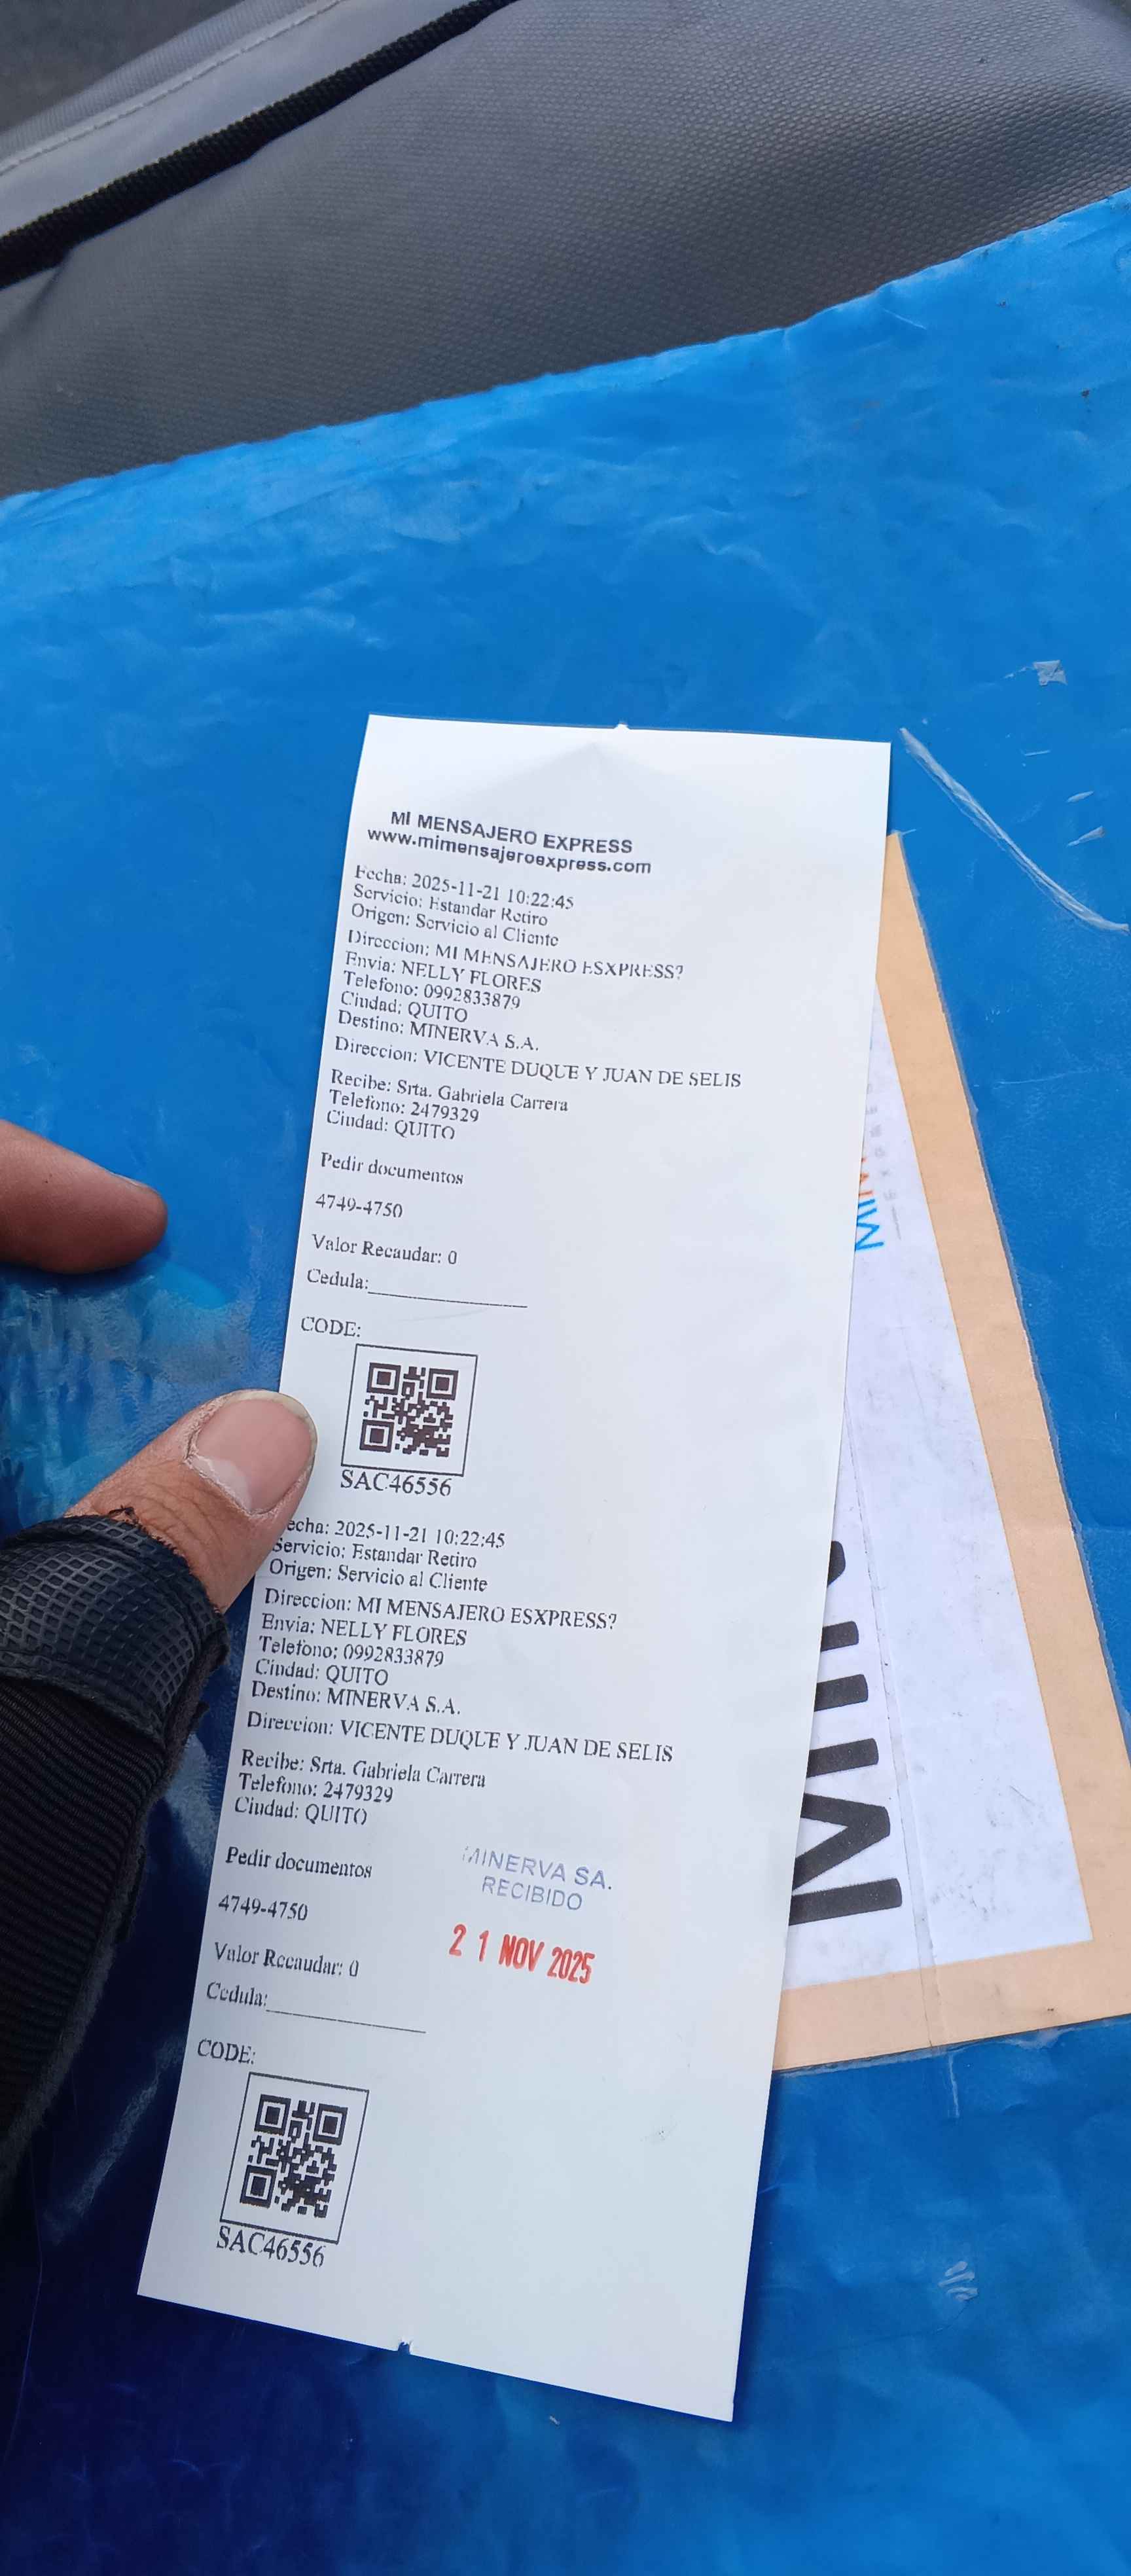 MI MENSAJERO EXPRESS
www.mimensajeroexpress.com
Fecha: 2025-11-21 10:22:45
Servicio: Estandar Retiro
Origen: Servicio al Cliente
Direccion: MI MENSAJERO ESXPRESS?
Envia: NELLY FLORES
Telefono: 0992833879
Ciudad: QUITO
Destino: MINERVA S.A.
Direccion: VICENTE DUQUE Y JUAN DE SELIS
Recibe: Srta. Gabriela Carrera
Telefono: 2479329
Ciudad: QUITO
Pedir documentos
4749-4750
Valor Recaudar: 0
Cedula:
CODE:
SAC46556
echa: 2025-11-21 10:22:45
Servicio: Estandar Retiro
Origen: Servicio al Cliente
Direccion: MI MENSAJERO ESXPRESS?
Envia: NELLY FLORES
Telefono: 0992833879
Ciudad: QUITO
Destino: MINERVA S.A.
Direccion: VICENTE DUQUE Y JUAN DE SELIS
Recibe: Srta. Gabriela Carrera
Telefono: 2479329
Ciudad: QUITO
Pedir documentos
4749-4750
Valor Recaudar: 0
Cedula:
CODE:
SAC46556
MINERVA SA.
RECIBIDO
21 NOV 2025